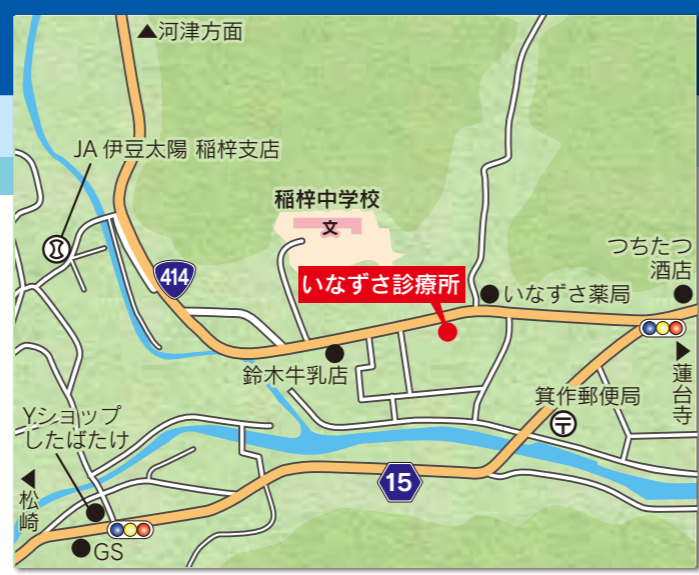 ▲河津方面
JA 伊豆太陽 稲梓支店
稲梓中学校
文
つちたつ
酒店
414
いなずさ診療所
いなずさ薬局
鈴木牛乳店
▶
蓮台寺
箕作郵便局
〒
Yショップ
したばたけ
15
◀
松崎
GS